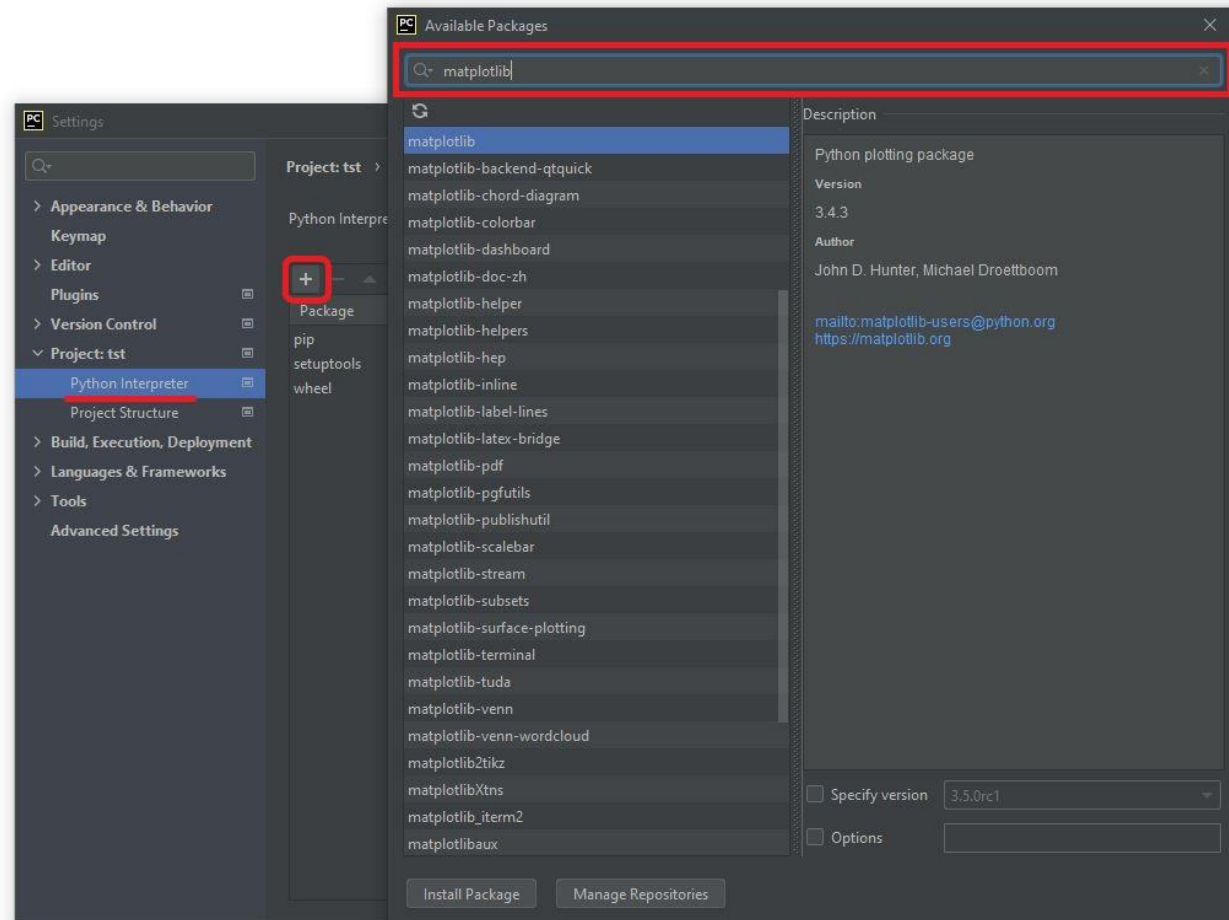 PC Available Packages
matplotlib
PC Settings
Project: tst >
Appearance & Behavior
Keymap
Editor
Plugins
Version Control
Project: tst
Python Interpreter
Project Structure
Build, Execution, Deployment
Languages & Frameworks
Tools
Advanced Settings
Python Interpre
Package
pip
setuptools
wheel
matplotlib
matplotlib-backend-qtquick
matplotlib-chord-diagram
matplotlib-colorbar
matplotlib-dashboard
matplotlib-doc-zh
matplotlib-helper
matplotlib-helpers
matplotlib-hep
matplotlib-inline
matplotlib-label-lines
matplotlib-latex-bridge
matplotlib-pdf
matplotlib-pgfutils
matplotlib-publishutil
matplotlib-scalebar
matplotlib-stream
matplotlib-subsets
matplotlib-surface-plotting
matplotlib-terminal
matplotlib-tuda
matplotlib-venn
matplotlib-venn-wordcloud
matplotlib2tikz
matplotlibXtns
matplotlib_iterm2
matplotlibaux
Description
Python plotting package
Version
3.4.3
Author
John D. Hunter, Michael Droettboom
mailto:matplotlib-users@python.org
https://matplotlib.org
Specify version 3.5.0rc1
Options
Install Package
Manage Repositories